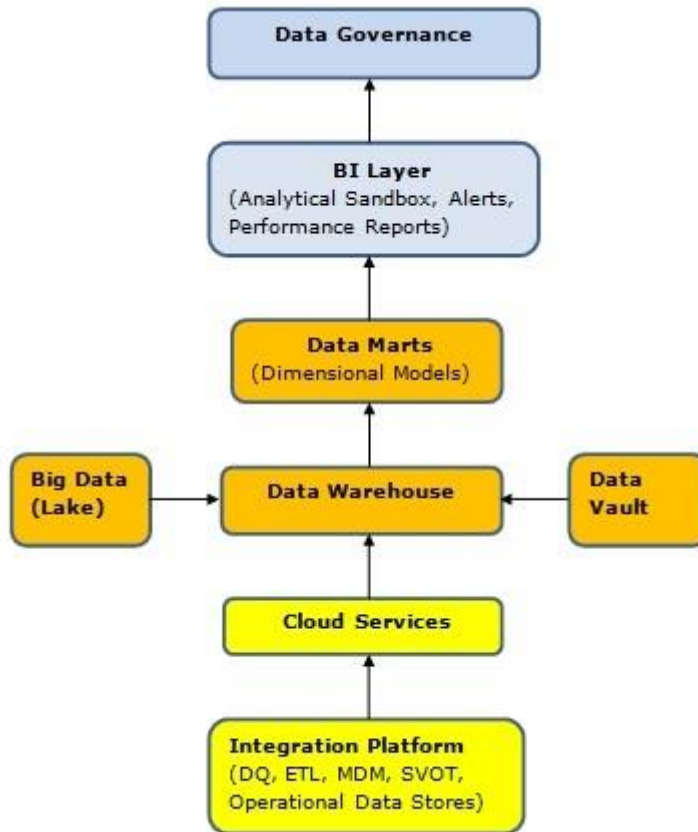 Data Governance
BI Layer
(Analytical Sandbox, Alerts,
Performance Reports)
Data Marts
(Dimensional Models)
Big Data
(Lake)
Data Warehouse
Data
Vault
Cloud Services
Integration Platform
(DQ, ETL, MDM, SVOT,
Operational Data Stores)